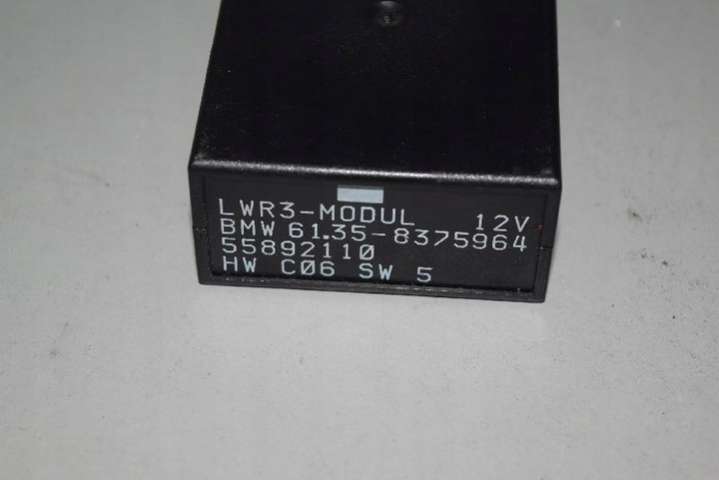 LWR3-MODUL 12V
BMW 61.35-8375964
55892110
HW C06 SW 5